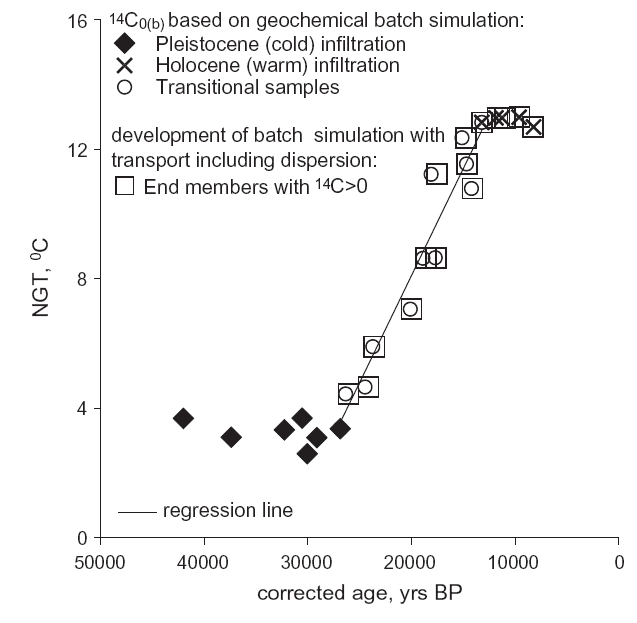 16
¹⁴C₀₍b₎ based on geochemical batch simulation:
Pleistocene (cold) infiltration
Holocene (warm) infiltration
Transitional samples
development of batch simulation with
transport including dispersion:
End members with ¹⁴C>0
12
NGT, ⁰C
8
4
regression line
0
50000 40000 30000 20000 10000 0
corrected age, yrs BP